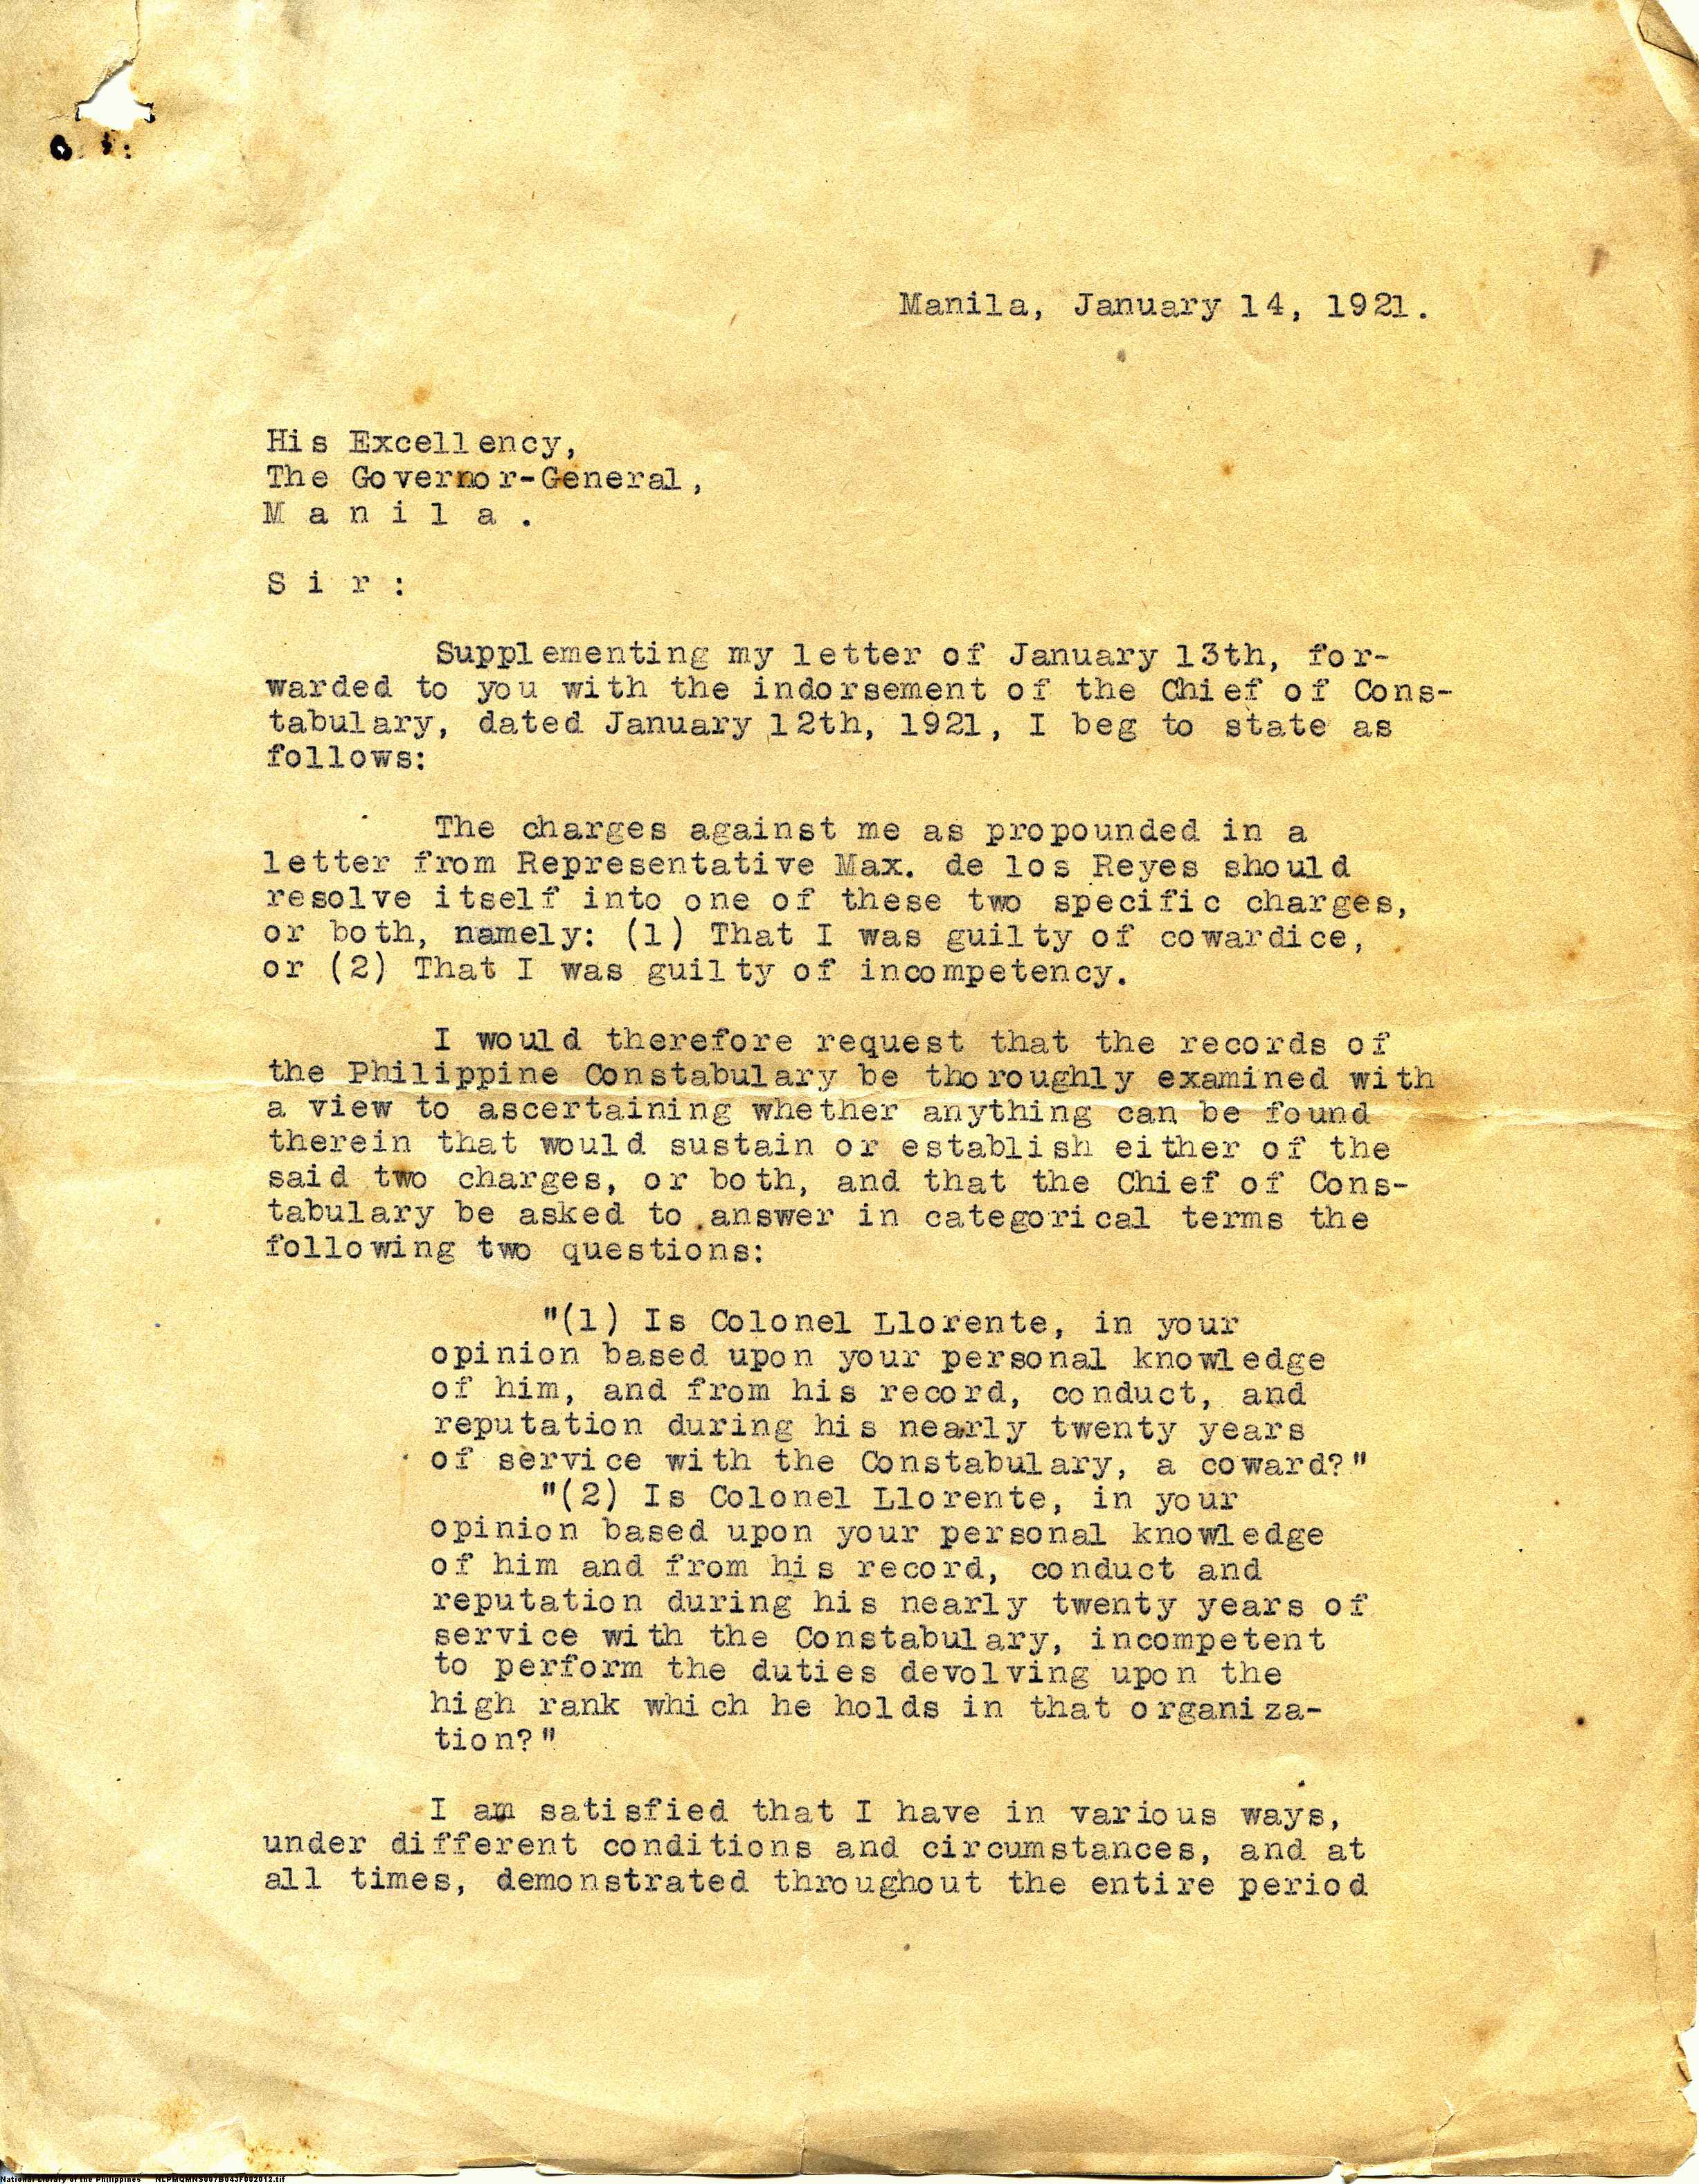 Manila, January 14, 1921.
His Excellency,
The Governor-General,
M a n i l a .
S i r :
Supplementing my letter of January 13th, for-
warded to you with the indorsement of the Chief of Cons-
tabulary, dated January 12th, 1921, I beg to state as
follows:
The charges against me as propounded in a
letter from Representative Max. de los Reyes should
resolve itself into one of these two specific charges,
or both, namely: (1) That I was guilty of cowardice,
or (2) That I was guilty of incompetency.
I would therefore request that the records of
the Philippine Constabulary be thoroughly examined with
a view to ascertaining whether anything can be found
therein that would sustain or establish either of the
said two charges, or both, and that the Chief of Cons-
tabulary be asked to answer in categorical terms the
following two questions:
"(1) Is Colonel Llorente, in your
opinion based upon your personal knowledge
of him, and from his record, conduct, and
reputation during his nearly twenty years
of service with the Constabulary, a coward?"
"(2) Is Colonel Llorente, in your
opinion based upon your personal knowledge
of him and from his record, conduct and
reputation during his nearly twenty years of
service with the Constabulary, incompetent
to perform the duties devolving upon the
high rank which he holds in that organiza-
tion?"
I am satisfied that I have in various ways,
under different conditions and circumstances, and at
all times, demonstrated throughout the entire period
National Library of the Philippines NLPMQMNS007B043F002012.tif